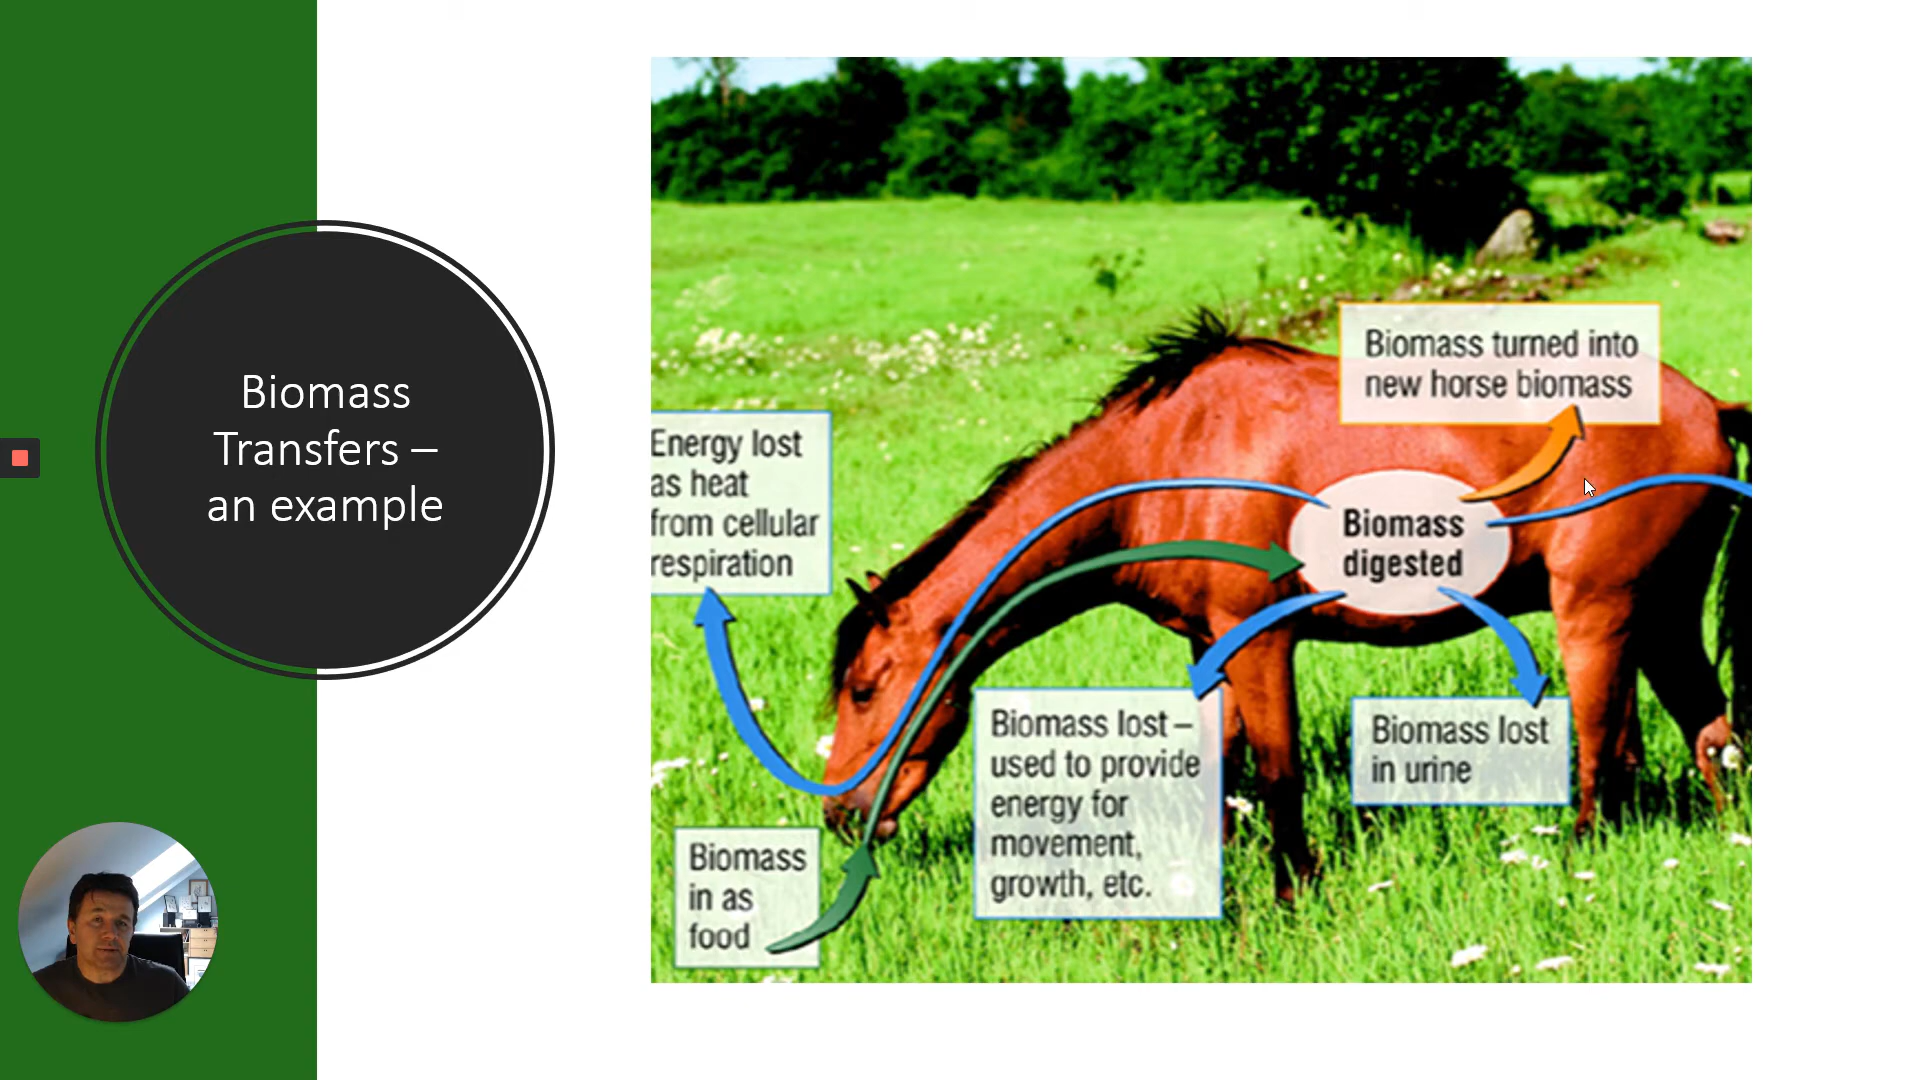 Biomass
Transfers –
an example
Energy lost
as heat
from cellular
respiration
Biomass turned into
new horse biomass
Biomass
digested
Biomass
in as
food
Biomass lost –
used to provide
energy for
movement,
growth, etc.
Biomass lost
in urine